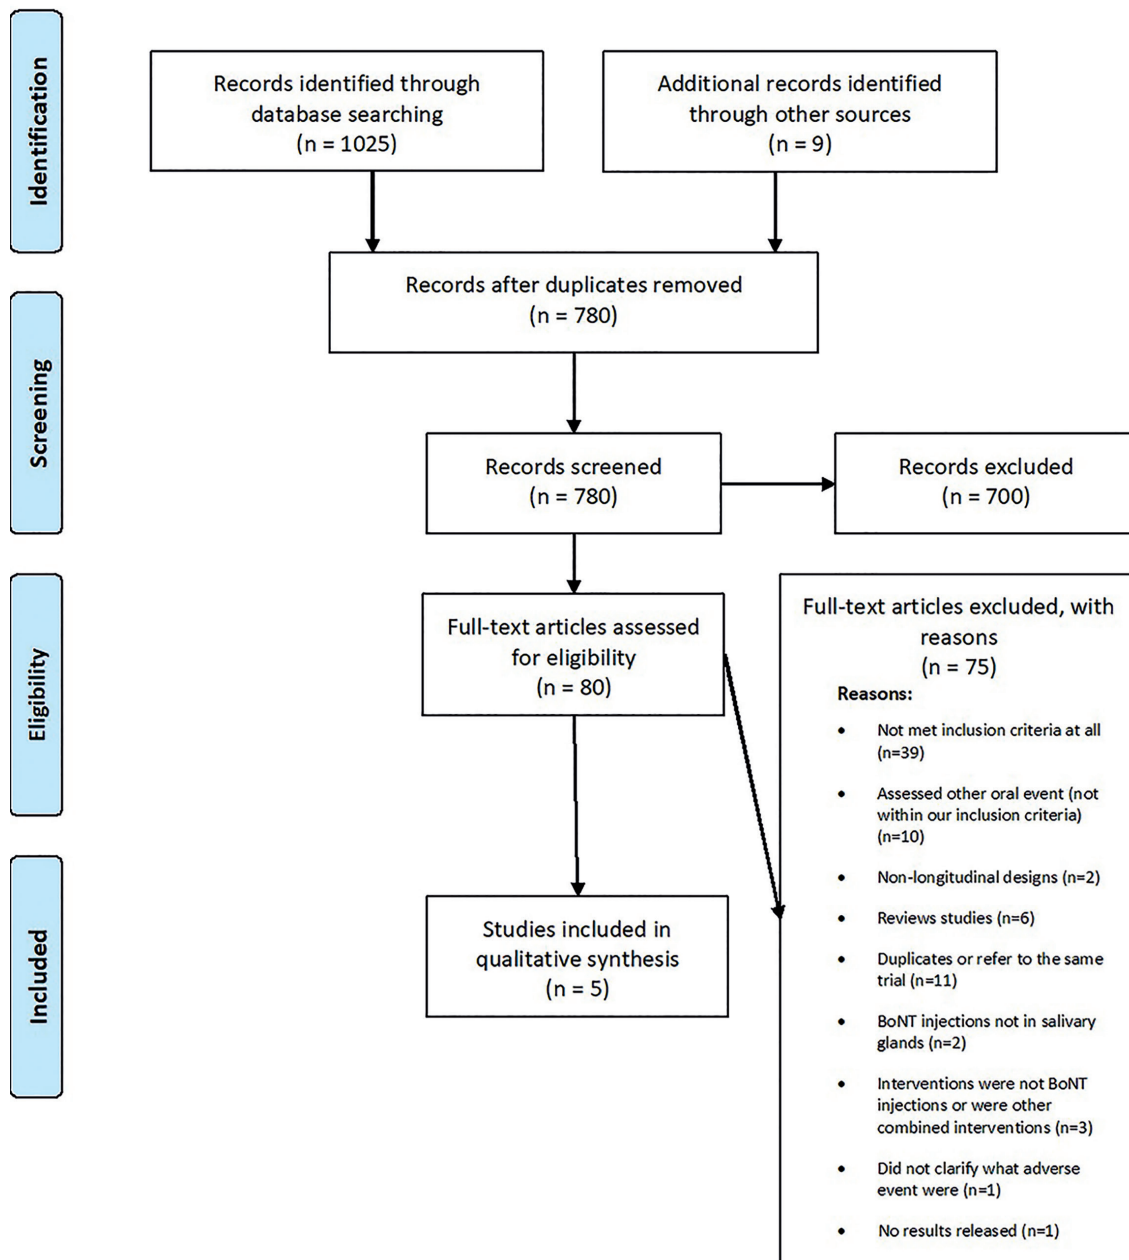 Identification
Records identified through
database searching
(n = 1025)
Additional records identified
through other sources
(n = 9)
Records after duplicates removed
(n = 780)
Screening
Records screened
(n = 780)
Records excluded
(n = 700)
Eligibility
Full-text articles assessed
for eligibility
(n = 80)
Full-text articles excluded, with
reasons
(n = 75)
Reasons:
• Not met inclusion criteria at all
(n=39)
• Assessed other oral event (not
within our inclusion criteria)
(n=10)
• Non-longitudinal designs (n=2)
• Reviews studies (n=6)
• Duplicates or refer to the same
trial (n=11)
• BoNT injections not in salivary
glands (n=2)
• Interventions were not BoNT
injections or were other
combined interventions (n=3)
• Did not clarify what adverse
event were (n=1)
• No results released (n=1)
Included
Studies included in
qualitative synthesis
(n = 5)